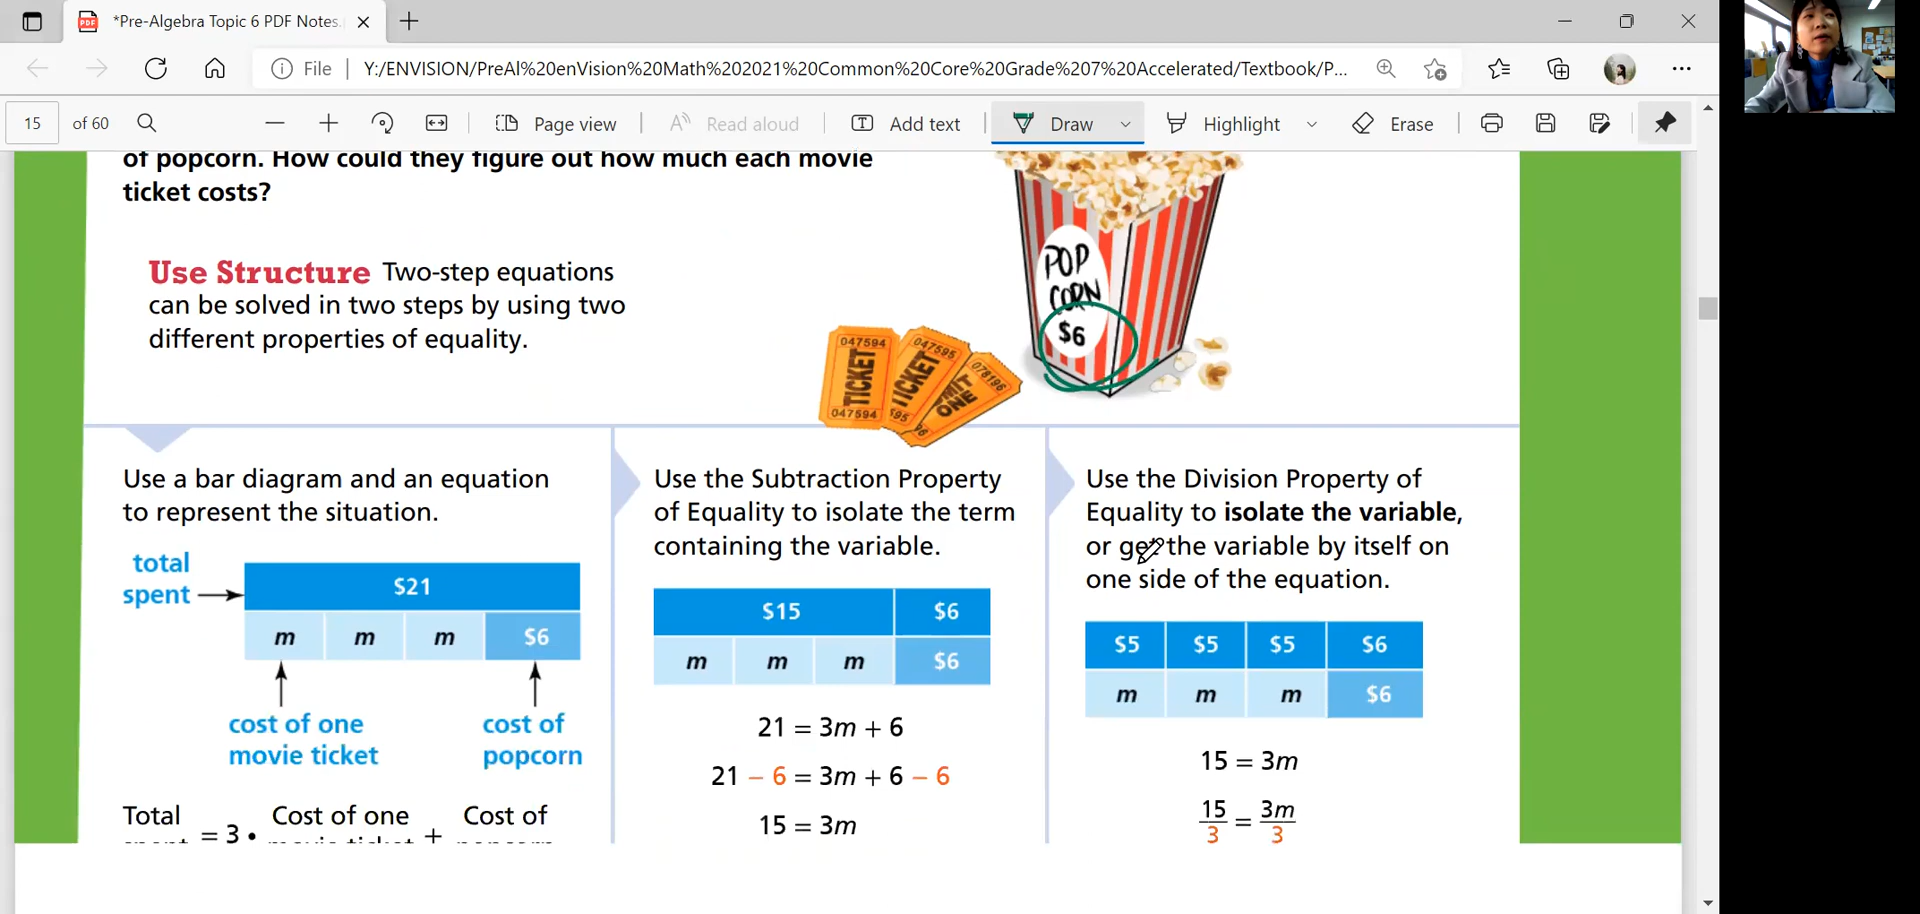 *Pre-Algebra Topic 6 PDF Notes.
File
Y:/ENVISION/PreAl%20enVision%20Math%202021%20Common%20Core%20Grade%207%20Accelerated/Textbook/P...
15 of 60
Page view
Read aloud
Add text
Draw
Highlight
Erase
of popcorn. How could they figure out how much each movie
ticket costs?
Use Structure Two-step equations
can be solved in two steps by using two
different properties of equality.
POP
CORN
$6
047594
TICKET
047594
047595
TICKET
95
078196
MIT
ONE
96
Use a bar diagram and an equation
to represent the situation.
total
spent
$21
m m m $6
cost of one
movie ticket
cost of
popcorn
Total
spent = 3 • Cost of one
movie ticket + Cost of
popcorn
Use the Subtraction Property
of Equality to isolate the term
containing the variable.
$15 $6
m m m $6
21 = 3m + 6
21 − 6 = 3m + 6 − 6
15 = 3m
Use the Division Property of
Equality to isolate the variable,
or get the variable by itself on
one side of the equation.
$5 $5 $5 $6
m m m $6
15 = 3m
15/3 = 3m/3